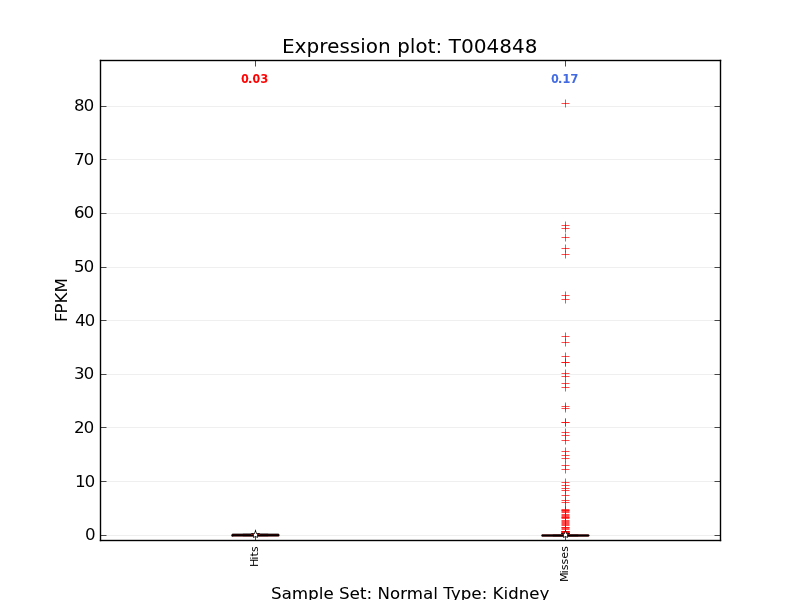 Expression plot: T004848
0.03
0.17
80
70
60
50
40
30
20
10
0
FPKM
Hits
Misses
Sample Set: Normal Type: Kidney